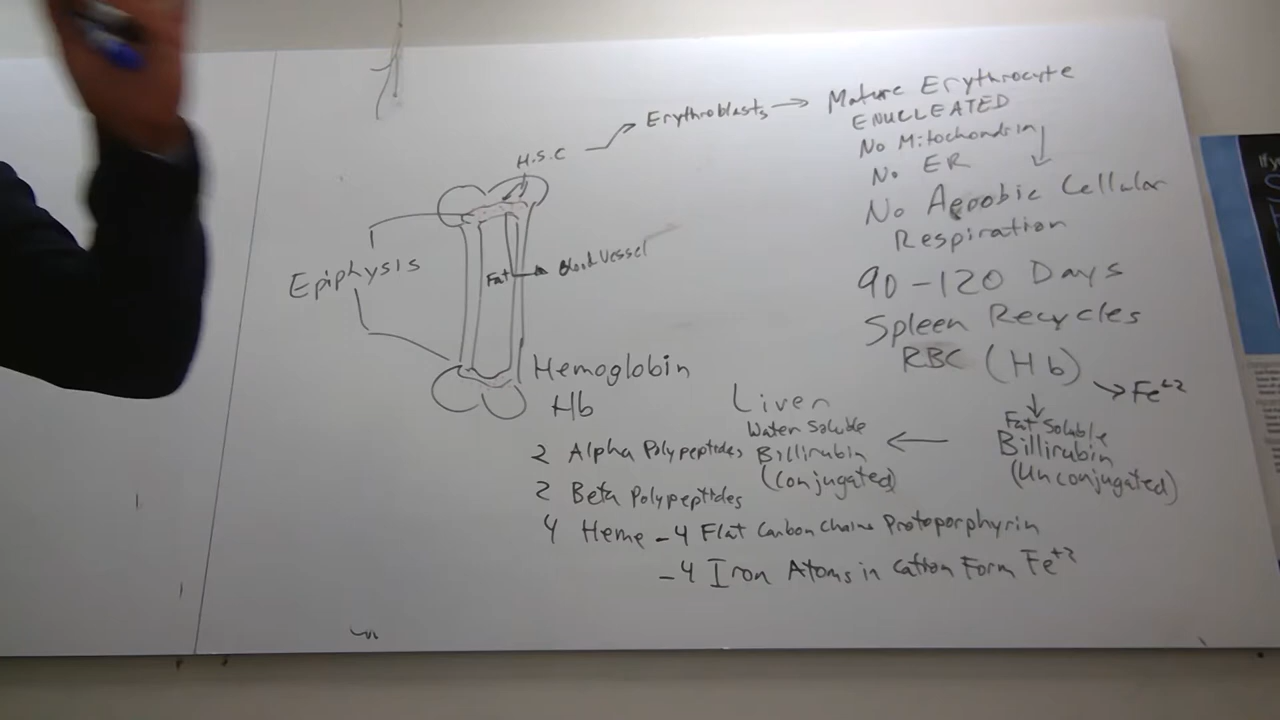 H.S.C
Erythroblasts
Mature Erythrocyte
ENUCLEATED
No Mitochondria
No ER
No Aerobic Cellular
Respiration
90-120 Days
Spleen Recycles
RBC (Hb)
Fe+2
Epiphysis
Fat
Blood Vessel
Fat Soluble
Billirubin
(Unconjugated)
Liver
Water Soluble
Billirubin
(Conjugated)
Hemoglobin
Hb
2 Alpha Polypeptides
2 Beta Polypeptides
4 Heme - 4 Flat Carbon Chains Protoporphyrin
- 4 Iron Atoms in Cation Form Fe+2